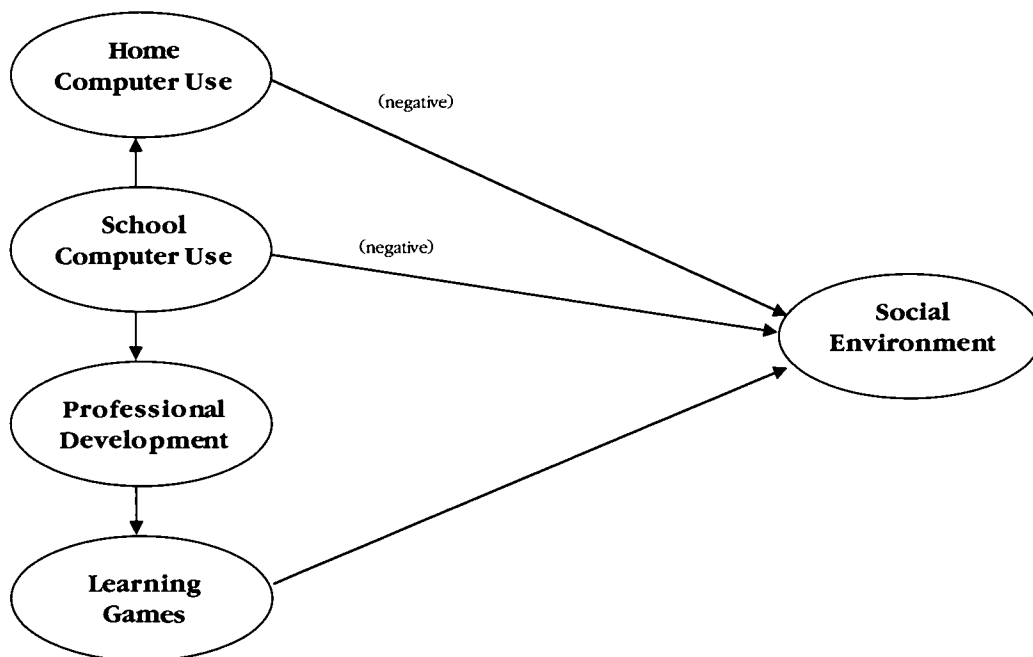 Home
Computer Use
(negative)
School
Computer Use
(negative)
Social
Environment
Professional
Development
Learning
Games